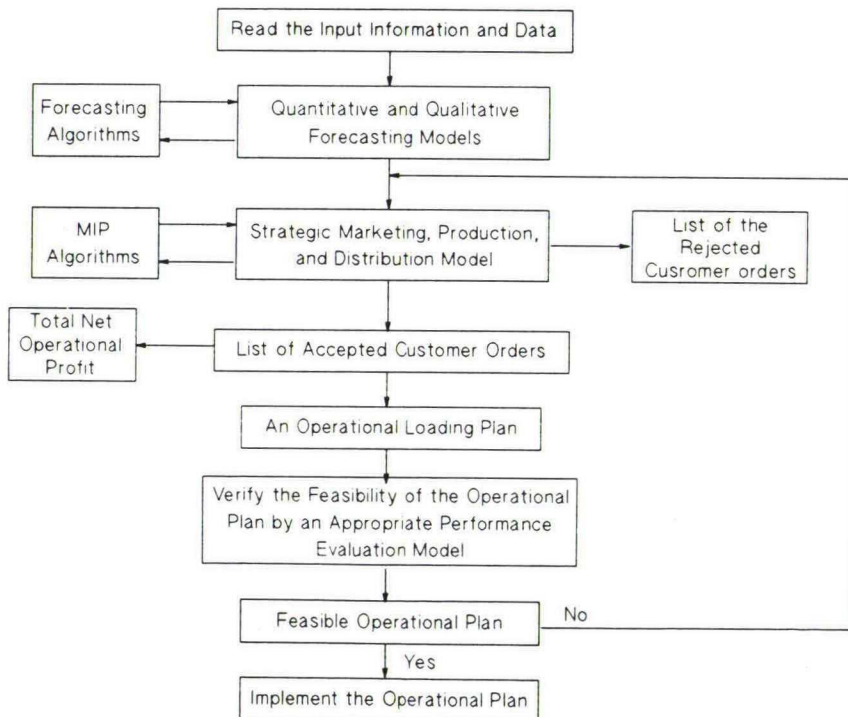 Read the Input Information and Data
Forecasting
Algorithms
Quantitative and Qualitative
Forecasting Models
MIP
Algorithms
Strategic Marketing, Production,
and Distribution Model
List of the
Rejected
Cusromer orders
Total Net
Operational
Profit
List of Accepted Customer Orders
An Operational Loading Plan
Verify the Feasibility of the Operational
Plan by an Appropriate Performance
Evaluation Model
Feasible Operational Plan
No
Yes
Implement the Operational Plan